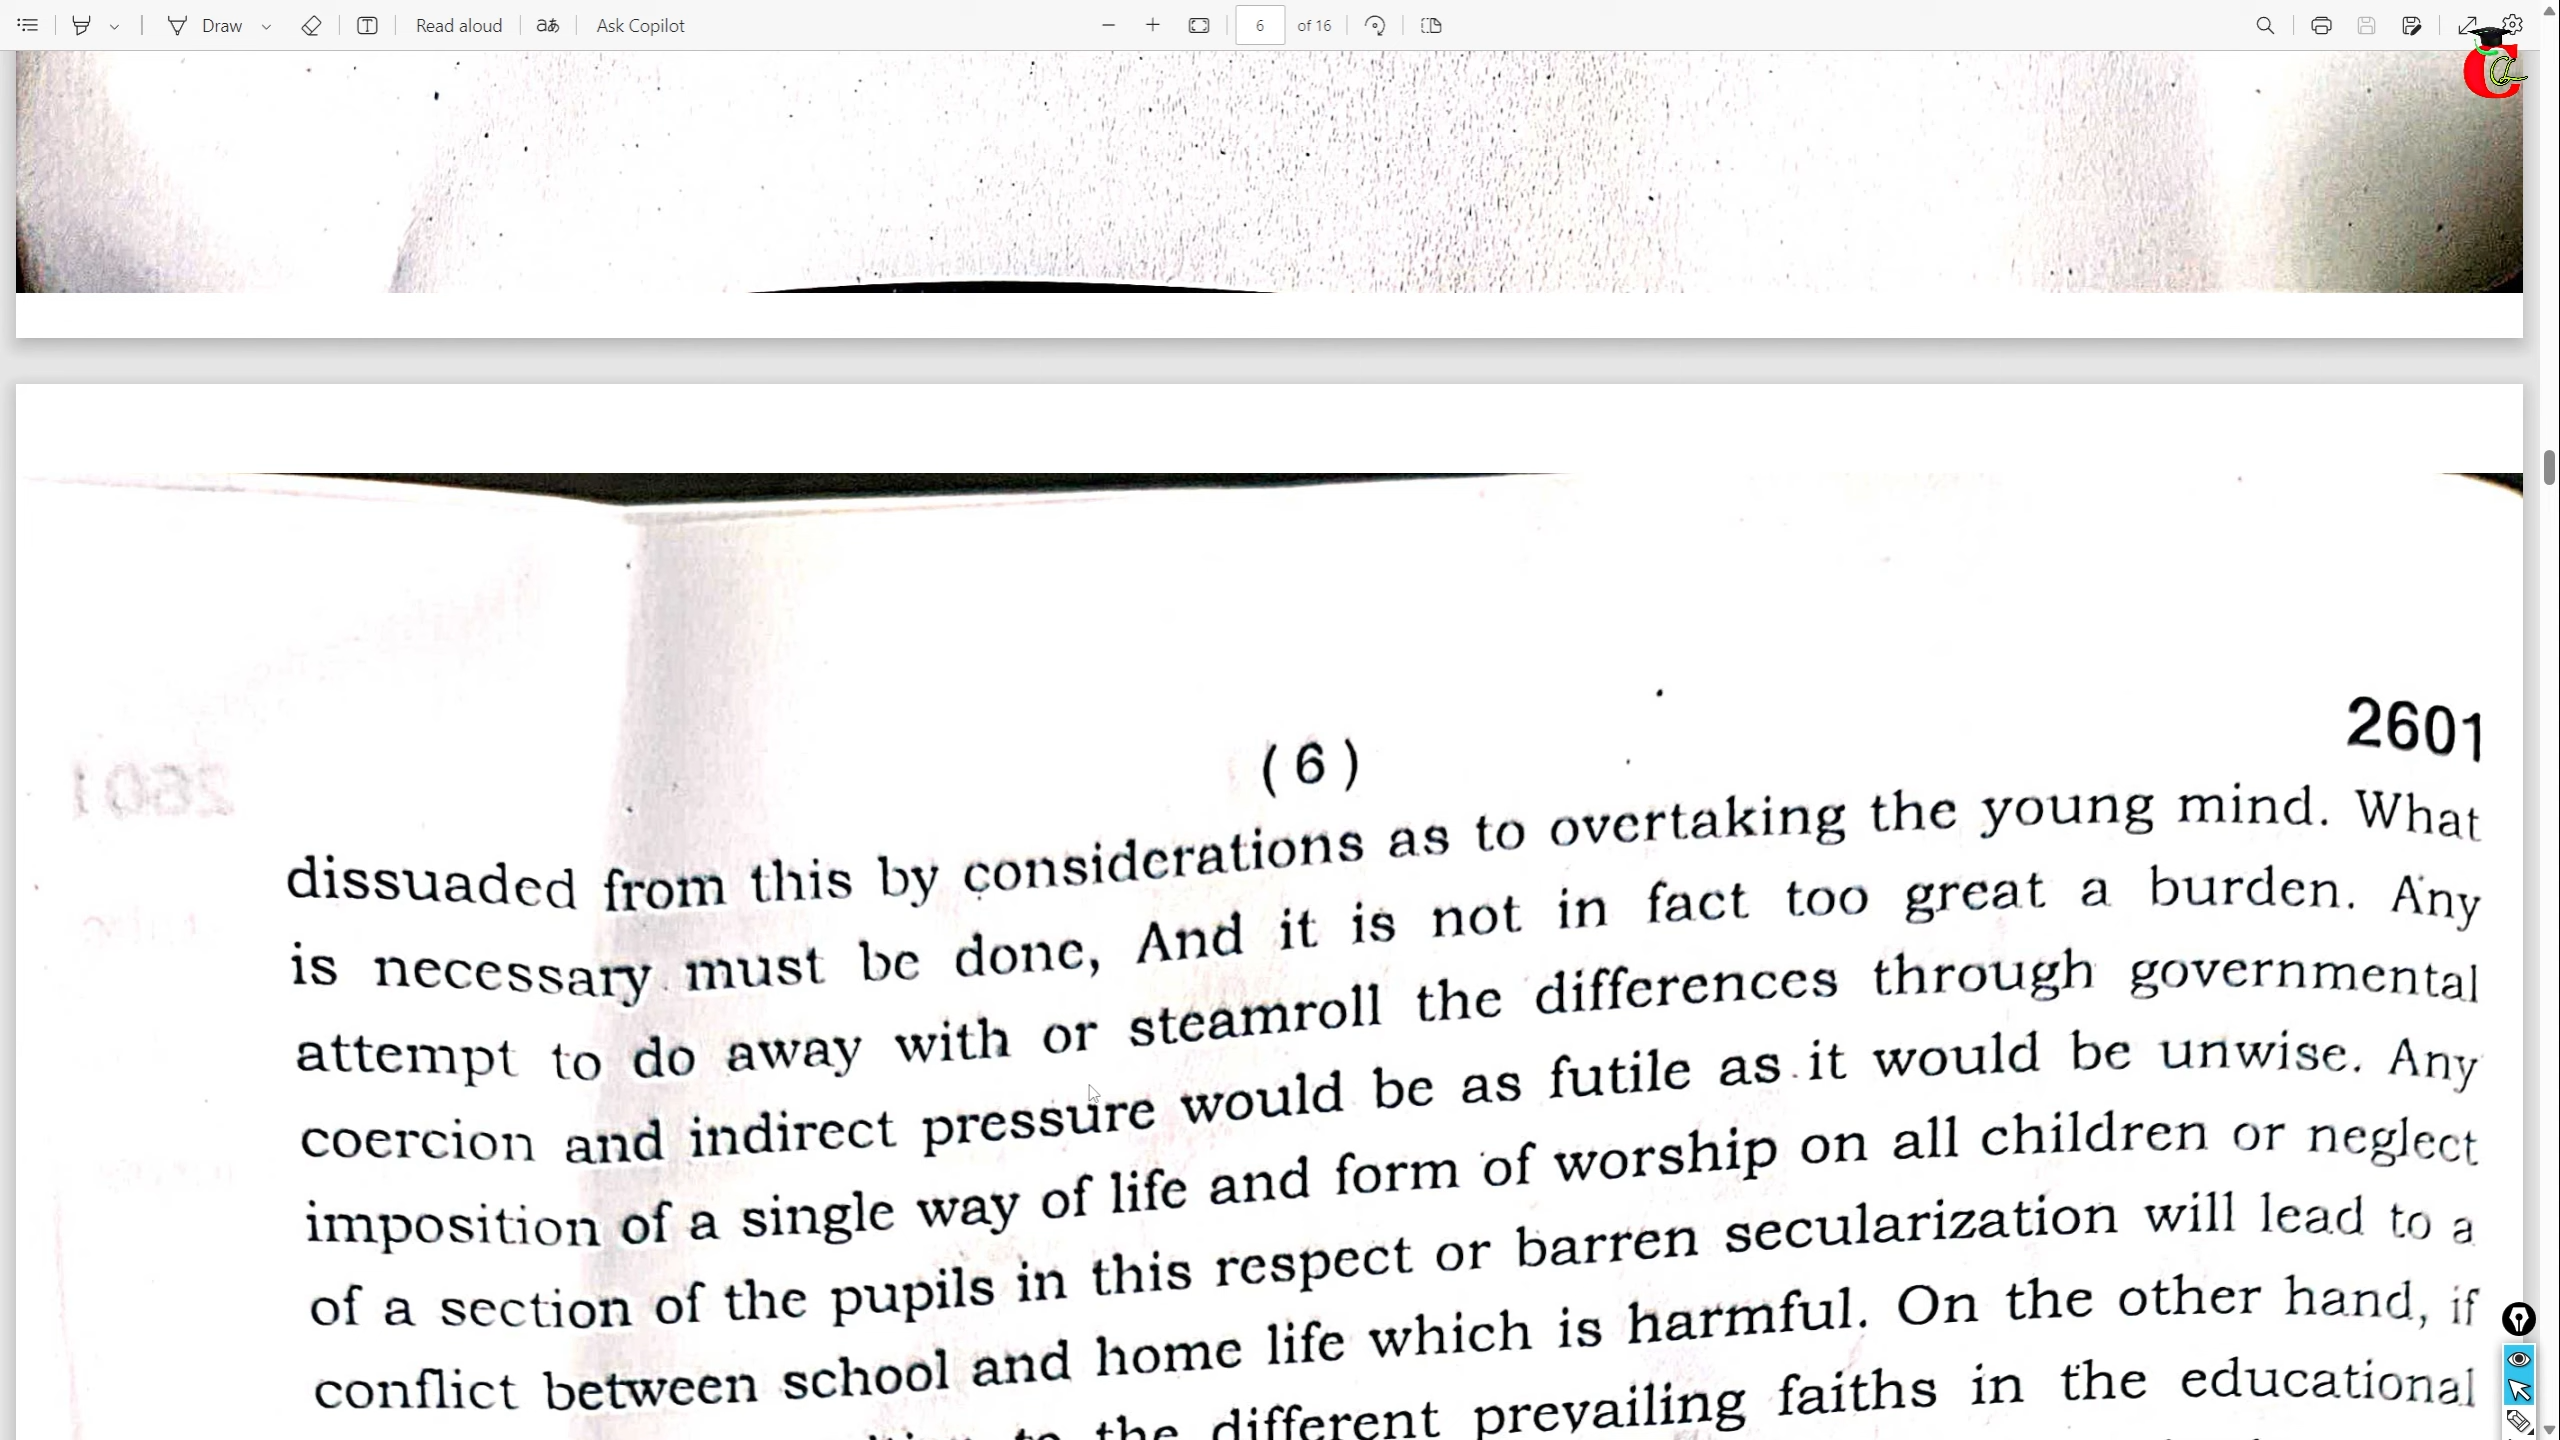 Draw
Read aloud
aあ
Ask Copilot
6 of 16
2601
(6)
dissuaded from this by considerations as to overtaking the young mind. What
is necessary must be done, And it is not in fact too great a burden. Any
attempt to do away with or steamroll the differences through governmental
coercion and indirect pressure would be as futile as it would be unwise. Any
imposition of a single way of life and form of worship on all children or neglect
of a section of the pupils in this respect or barren secularization will lead to a
conflict between school and home life which is harmful. On the other hand, if
to the different prevailing faiths in the educational